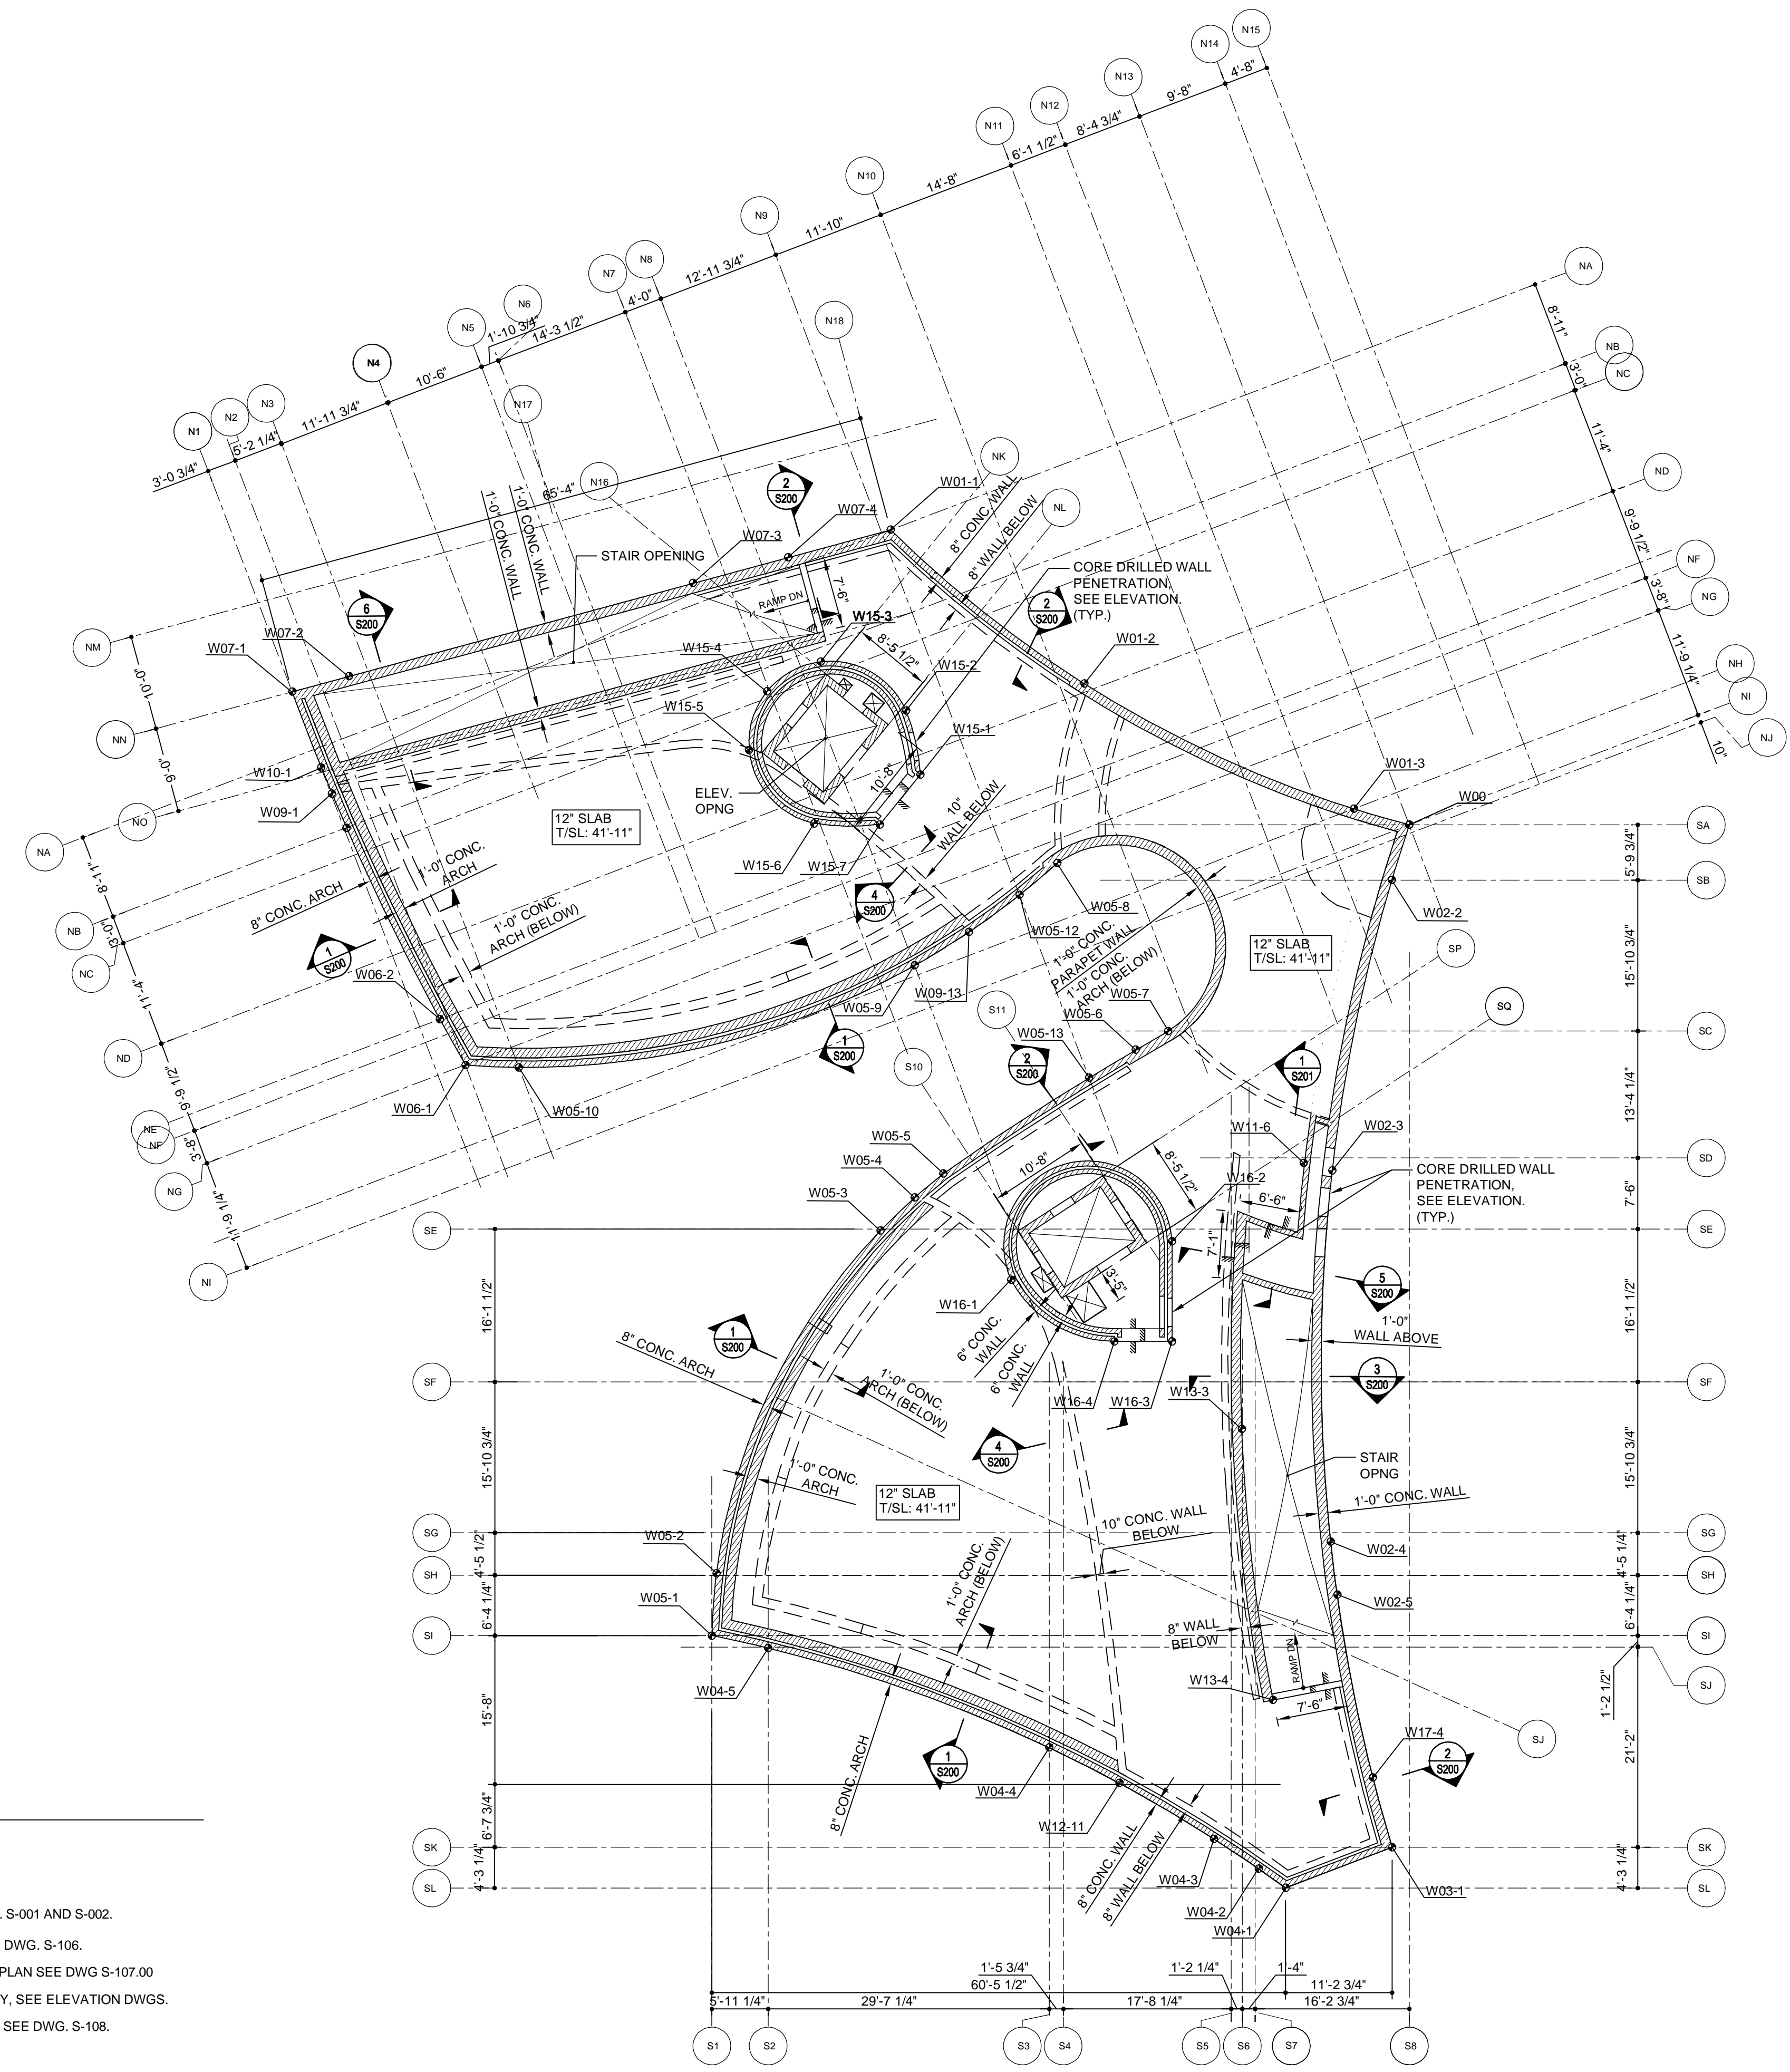 N15
N14
N13
N12
N11
N10
N9
N8
N7
N6
N5
N4
N3
N2
N1
N18
N17
N16
4'-8"
9'-8"
8'-4 3/4"
6'-1 1/2"
14'-8"
11'-10"
12'-11 3/4"
4'-0"
14'-3 1/2"
1'-10 3/4"
10'-6"
11'-11 3/4"
5'-2 1/4"
3'-0 3/4"
65'-4"
NA
NB
NC
ND
NF
NG
NH
NI
NJ
8'-11"
3'-0"
11'-4"
9'-9 1/2"
3'-8"
11'-9 1/4"
10"
NK
NL
NM
NN
NO
10'-0"
9'-0"
NA
NB
NC
ND
NE
NF
NG
NI
8'-11"
3'-0"
11'-4"
9'-9 1/2"
3'-8"
11'-9 1/4"
1'-0" CONC. WALL
1'-0" CONC. WALL
STAIR OPENING
2
S200
W07-4
W07-3
W01-1
8" CONC. WALL
8" WALL BELOW
CORE DRILLED WALL
PENETRATION,
SEE ELEVATION.
(TYP.)
2
S200
6
S200
W07-2
W07-1
RAMP DN
7'-6"
W15-3
W15-4
W15-5
8'-5 1/2"
W15-2
W15-1
W01-2
W01-3
W00
W10-1
W09-1
ELEV.
OPNG
10'-8"
10"
WALL BELOW
12" SLAB
T/SL: 41'-11"
W15-6
W15-7
1'-0" CONC.
ARCH
8" CONC. ARCH
1'-0" CONC.
ARCH (BELOW)
4
S200
1
S200
W06-2
W05-8
W05-12
1'-0" CONC.
PARAPET WALL
1'-0" CONC.
ARCH (BELOW)
12" SLAB
T/SL: 41'-11"
W02-2
SP
SQ
W05-9
W09-13
W05-7
W05-6
W05-13
S11
S10
1
S200
2
S200
1
S201
W06-1
W05-10
W05-5
W05-4
W05-3
W11-6
W02-3
CORE DRILLED WALL
PENETRATION,
SEE ELEVATION.
(TYP.)
10'-8"
8'-5 1/2"
W16-2
6'-6"
7'-1"
3'-5"
W16-1
6" CONC.
WALL
6" CONC.
WALL
W16-4
W16-3
W13-3
5
S200
1'-0"
WALL ABOVE
3
S200
1
S200
8" CONC. ARCH
1'-0" CONC.
ARCH (BELOW)
1'-0" CONC.
ARCH
4
S200
STAIR
OPNG
12" SLAB
T/SL: 41'-11"
1'-0" CONC. WALL
10" CONC. WALL
BELOW
W05-2
W05-1
1'-0" CONC.
ARCH (BELOW)
W02-4
W02-5
8" WALL
BELOW
RAMP DN
W13-4
7'-6"
W04-5
W17-4
2
S200
SJ
8" CONC. ARCH
1
S200
W04-4
W12-11
8" CONC. WALL
8" WALL BELOW
W04-3
W04-2
W04-1
W03-1
SE
SF
SG
SH
SI
SK
SL
16'-1 1/2"
15'-10 3/4"
4'-5 1/2"
6'-4 1/4"
15'-8"
6'-7 3/4"
4'-3 1/4"
SA
SB
SC
SD
SE
SF
SG
SH
SI
SJ
SK
SL
5'-9 3/4"
15'-10 3/4"
13'-4 1/4"
7'-6"
16'-1 1/2"
15'-10 3/4"
4'-5 1/4"
6'-4 1/4"
1'-2 1/2"
21'-2"
4'-3 1/4"
1'-5 3/4"
1'-2 1/4"
1'-4"
60'-5 1/2"
11'-2 3/4"
5'-11 1/4"
29'-7 1/4"
17'-8 1/4"
16'-2 3/4"
S1
S2
S3
S4
S5
S6
S7
S8
. S-001 AND S-002.
DWG. S-106.
PLAN SEE DWG S-107.00
Y, SEE ELEVATION DWGS.
SEE DWG. S-108.